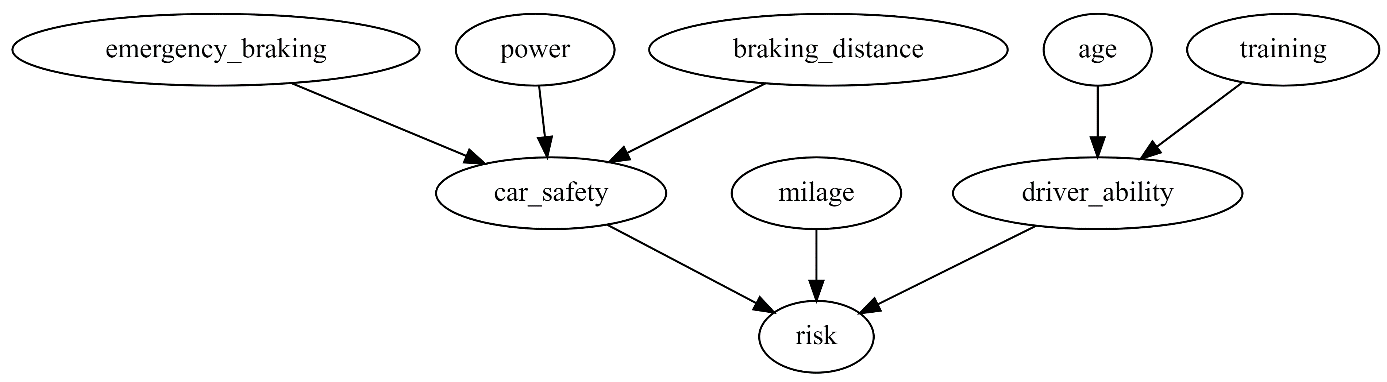 emergency_braking
power
braking_distance
age
training
car_safety
milage
driver_ability
risk